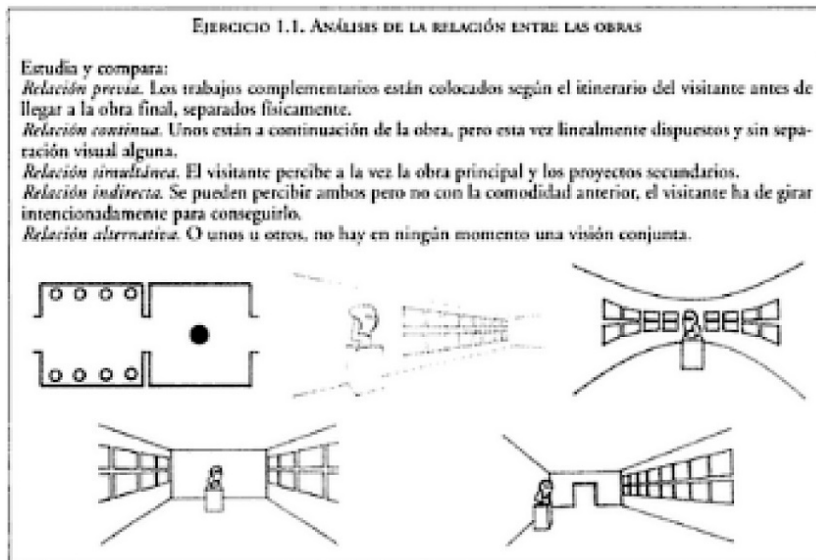 EJERCICIO 1.1. ANÁLISIS DE LA RELACIÓN ENTRE LAS OBRAS
Estudia y compara:
Relación previa. Los trabajos complementarios están colocados según el itinerario del visitante antes de
llegar a la obra final, separados físicamente.
Relación continua. Unos están a continuación de la obra, pero esta vez linealmente dispuestos y sin sepa-
ración visual alguna.
Relación simultánea. El visitante percibe a la vez la obra principal y los proyectos secundarios.
Relación indirecta. Se pueden percibir ambos pero no con la comodidad anterior, el visitante ha de girar
intencionadamente para conseguirlo.
Relación alternativa. O unos u otros, no hay en ningún momento una visión conjunta.